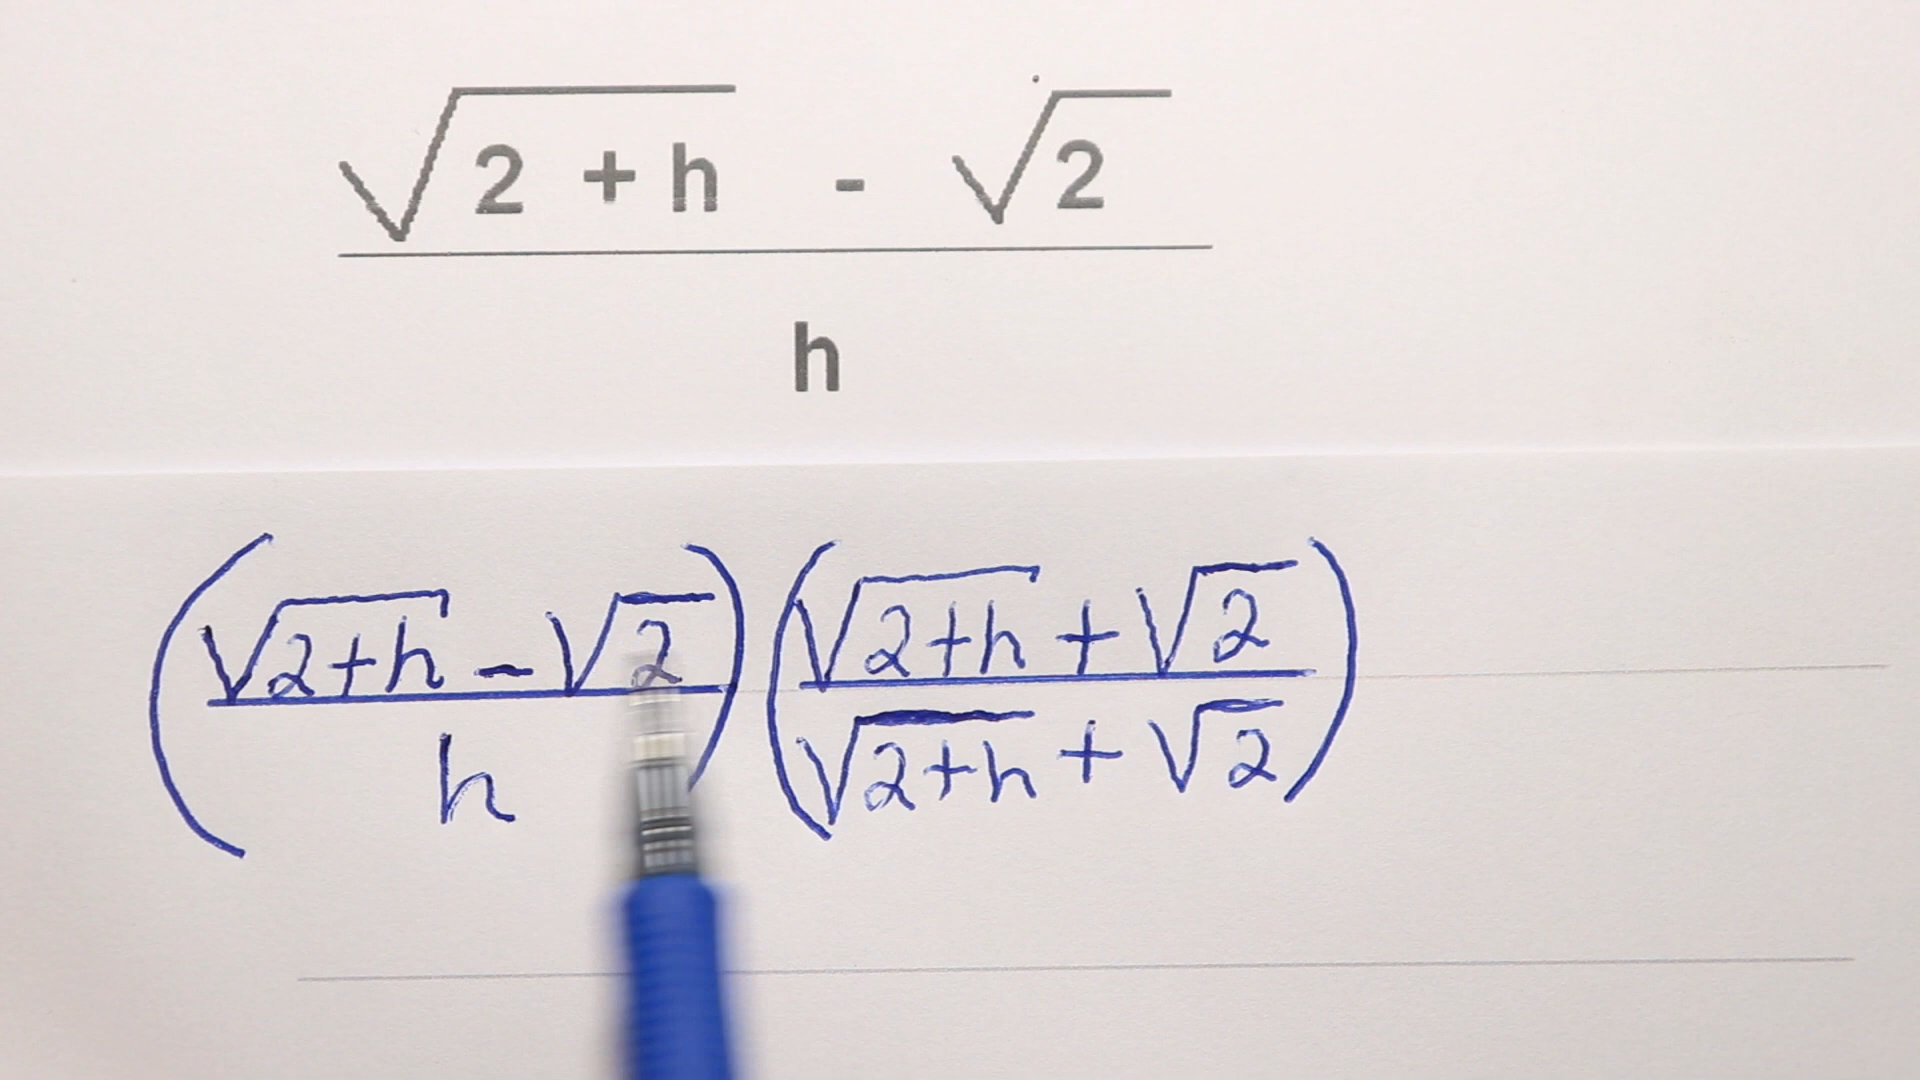 √2 + h - √2
h
(√2+h - √2) (√2+h + √2)
h √2+h + √2